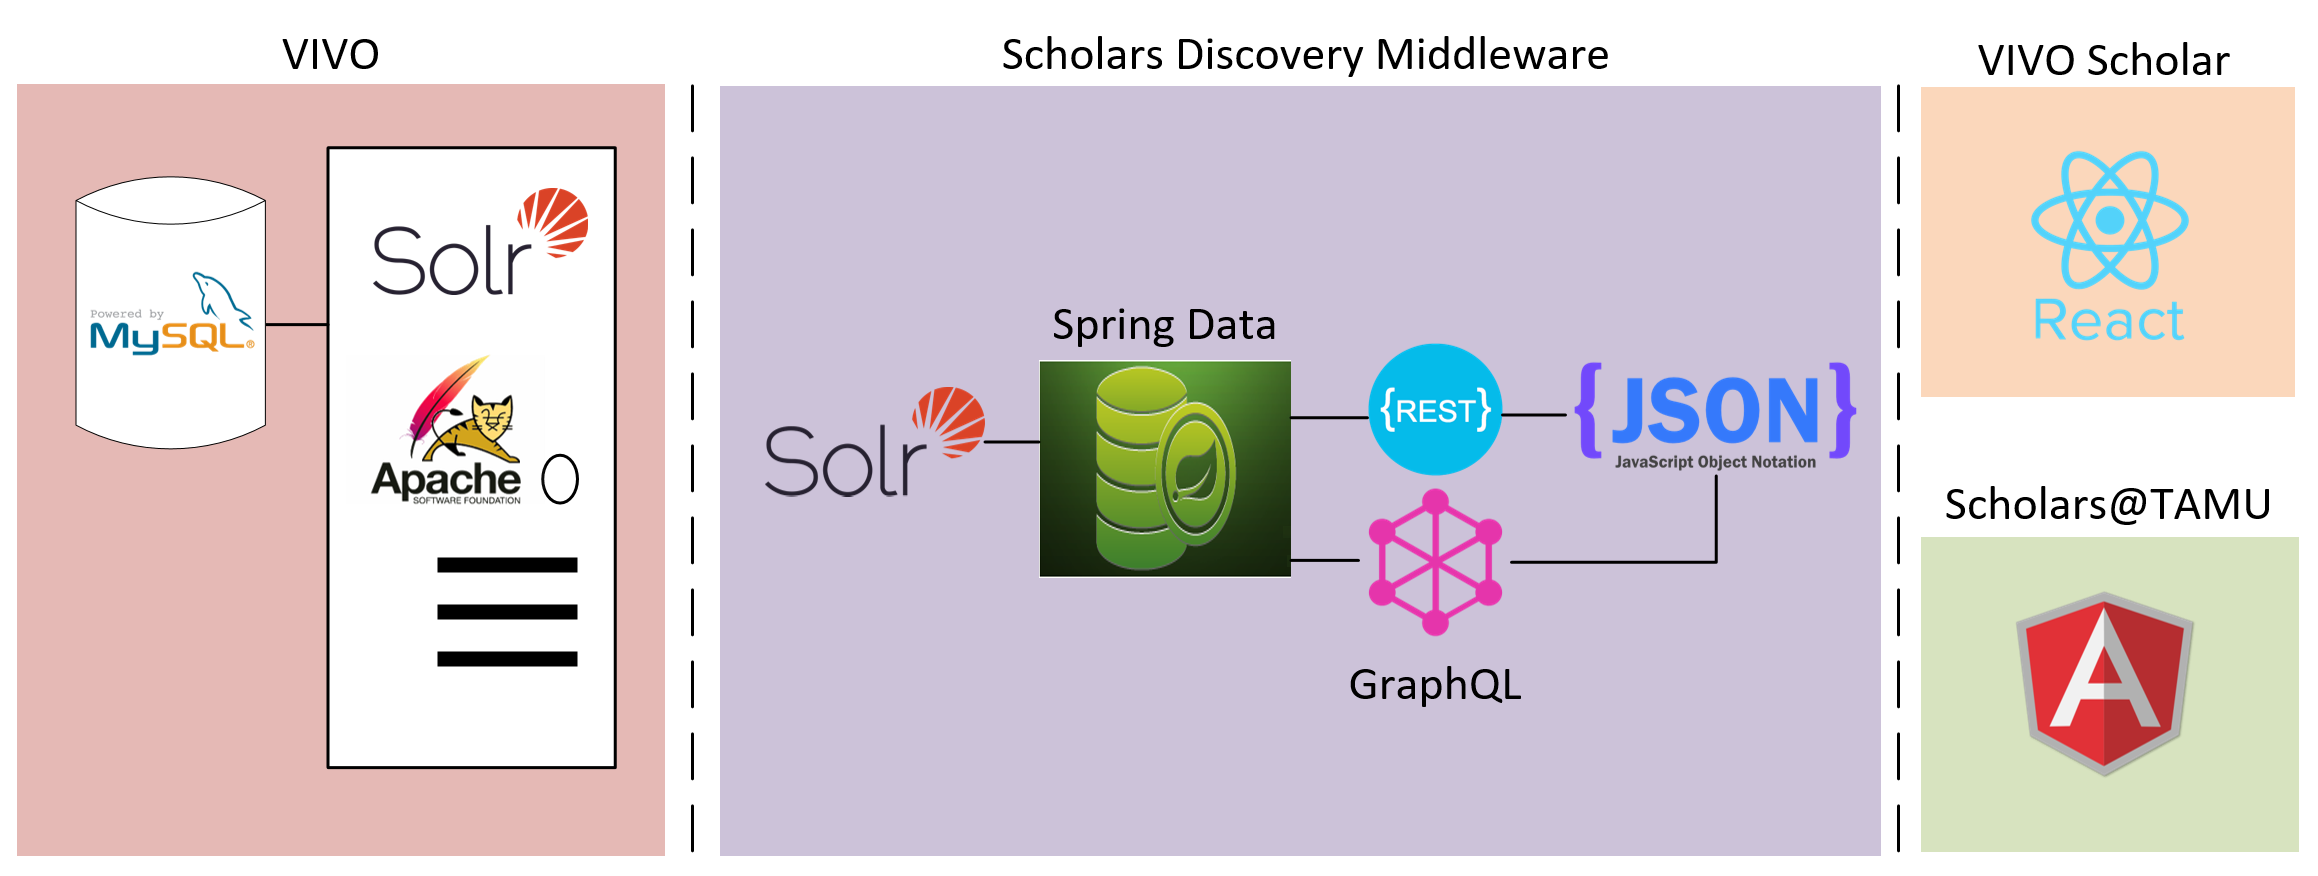 VIVO
Solr
Powered by
MySQL®
Apache
SOFTWARE FOUNDATION
Scholars Discovery Middleware
Solr
Spring Data
{REST}
{JSON}
JavaScript Object Notation
GraphQL
VIVO Scholar
React
Scholars@TAMU
A